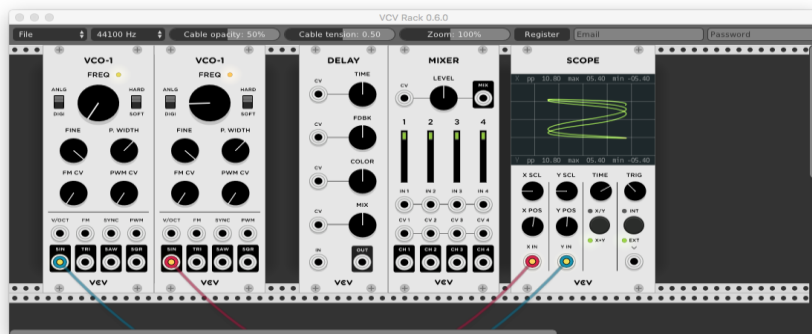 VCV Rack 0.6.0
File 44100 Hz Cable opacity: 50% Cable tension: 0.50 Zoom: 100% Register Email Password
VCO-1
FREQ
ANLG HARD
DIGI SOFT
FINE P. WIDTH
FM CV PWM CV
V/OCT FM SYNC PWM
SIN TRI SAW SQR
VCV
VCO-1
FREQ
ANLG HARD
DIGI SOFT
FINE P. WIDTH
FM CV PWM CV
V/OCT FM SYNC PWM
SIN TRI SAW SQR
VCV
DELAY
TIME
CV
FDBK
CV
COLOR
CV
MIX
CV
IN OUT
VCV
MIXER
LEVEL
CV MIX
1 2 3 4
IN 1 IN 2 IN 3 IN 4
CV 1 CV 2 CV 3 CV 4
CH 1 CH 2 CH 3 CH 4
VCV
SCOPE
X pp 10.80 max 05.40 min -05.40
Y pp 10.80 max 05.40 min -05.40
X SCL Y SCL TIME TRIG
X POS Y POS X/Y INT
X IN Y IN X×Y EXT
VCV